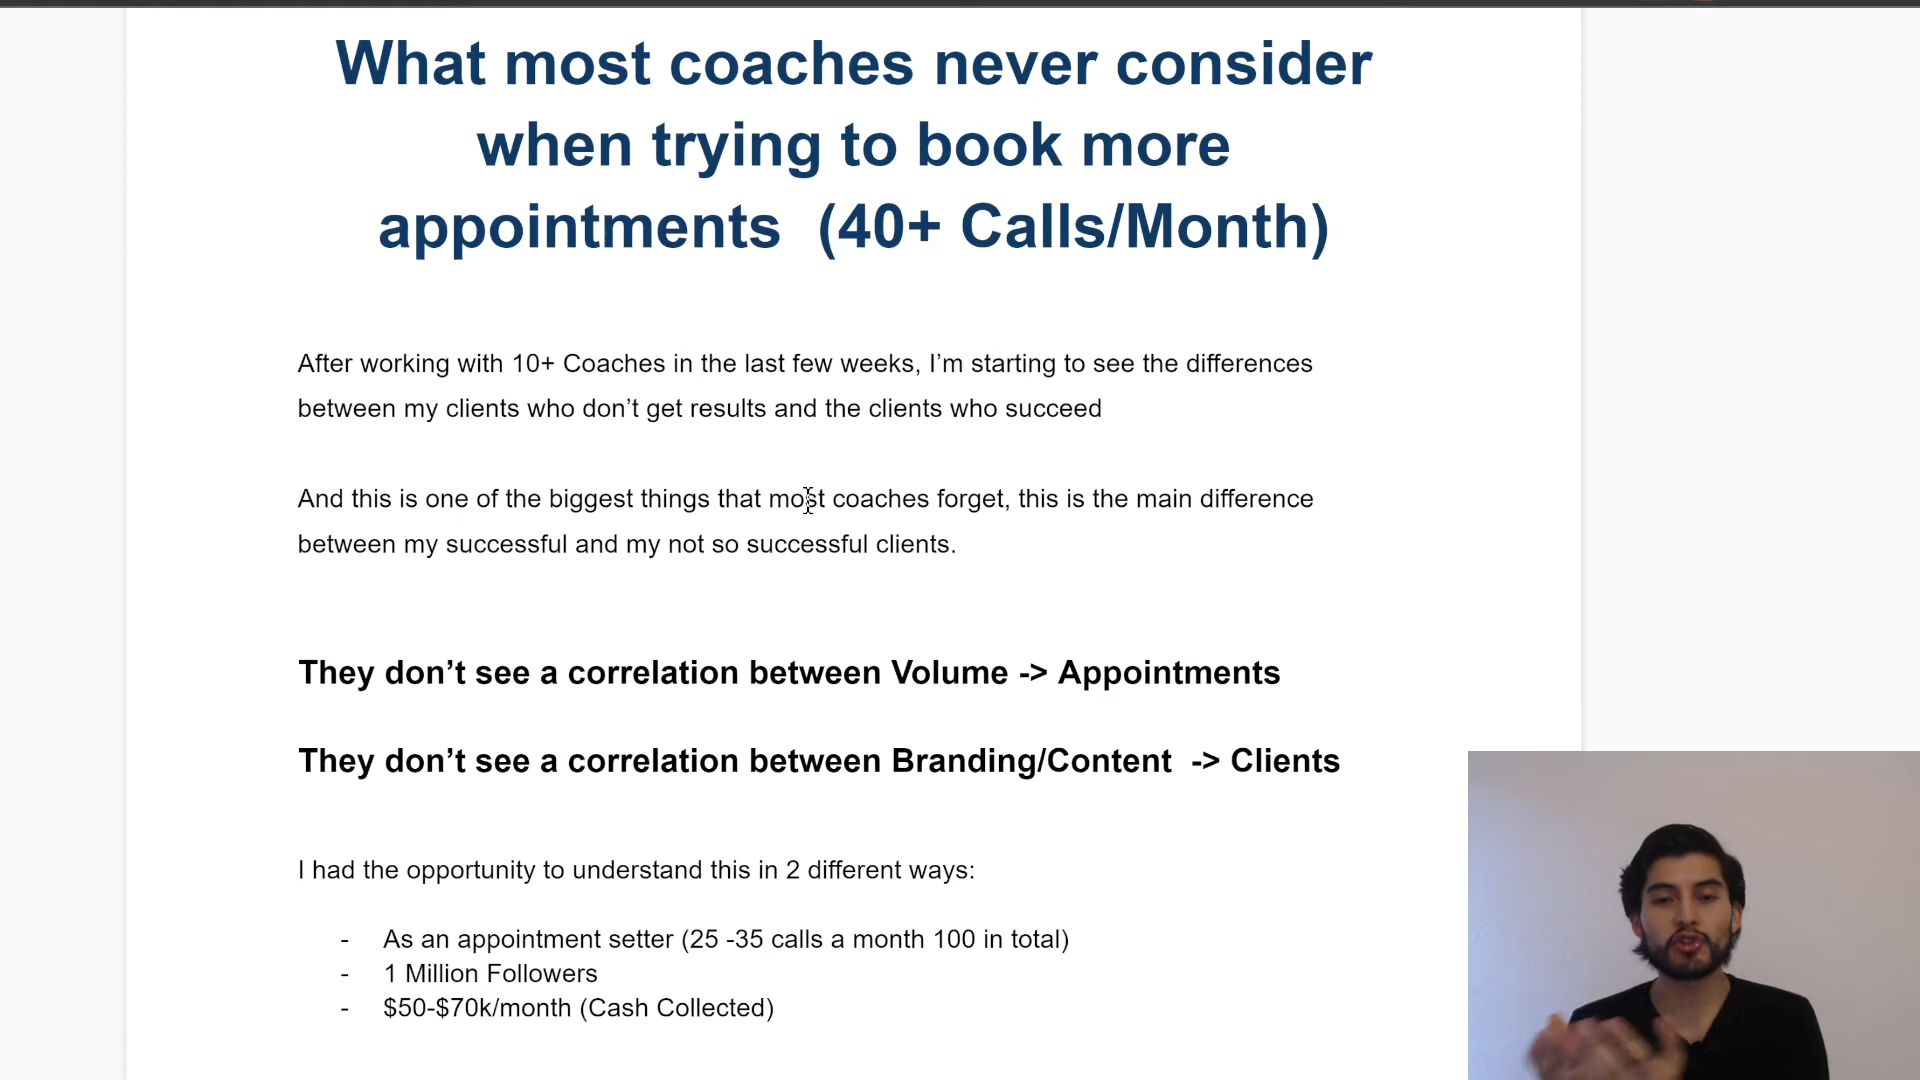 What most coaches never consider
when trying to book more
appointments  (40+ Calls/Month)
After working with 10+ Coaches in the last few weeks, I’m starting to see the differences
between my clients who don’t get results and the clients who succeed
And this is one of the biggest things that most coaches forget, this is the main difference
between my successful and my not so successful clients.
They don’t see a correlation between Volume -> Appointments
They don’t see a correlation between Branding/Content  -> Clients
I had the opportunity to understand this in 2 different ways:
- As an appointment setter (25 -35 calls a month 100 in total)
- 1 Million Followers
- $50-$70k/month (Cash Collected)